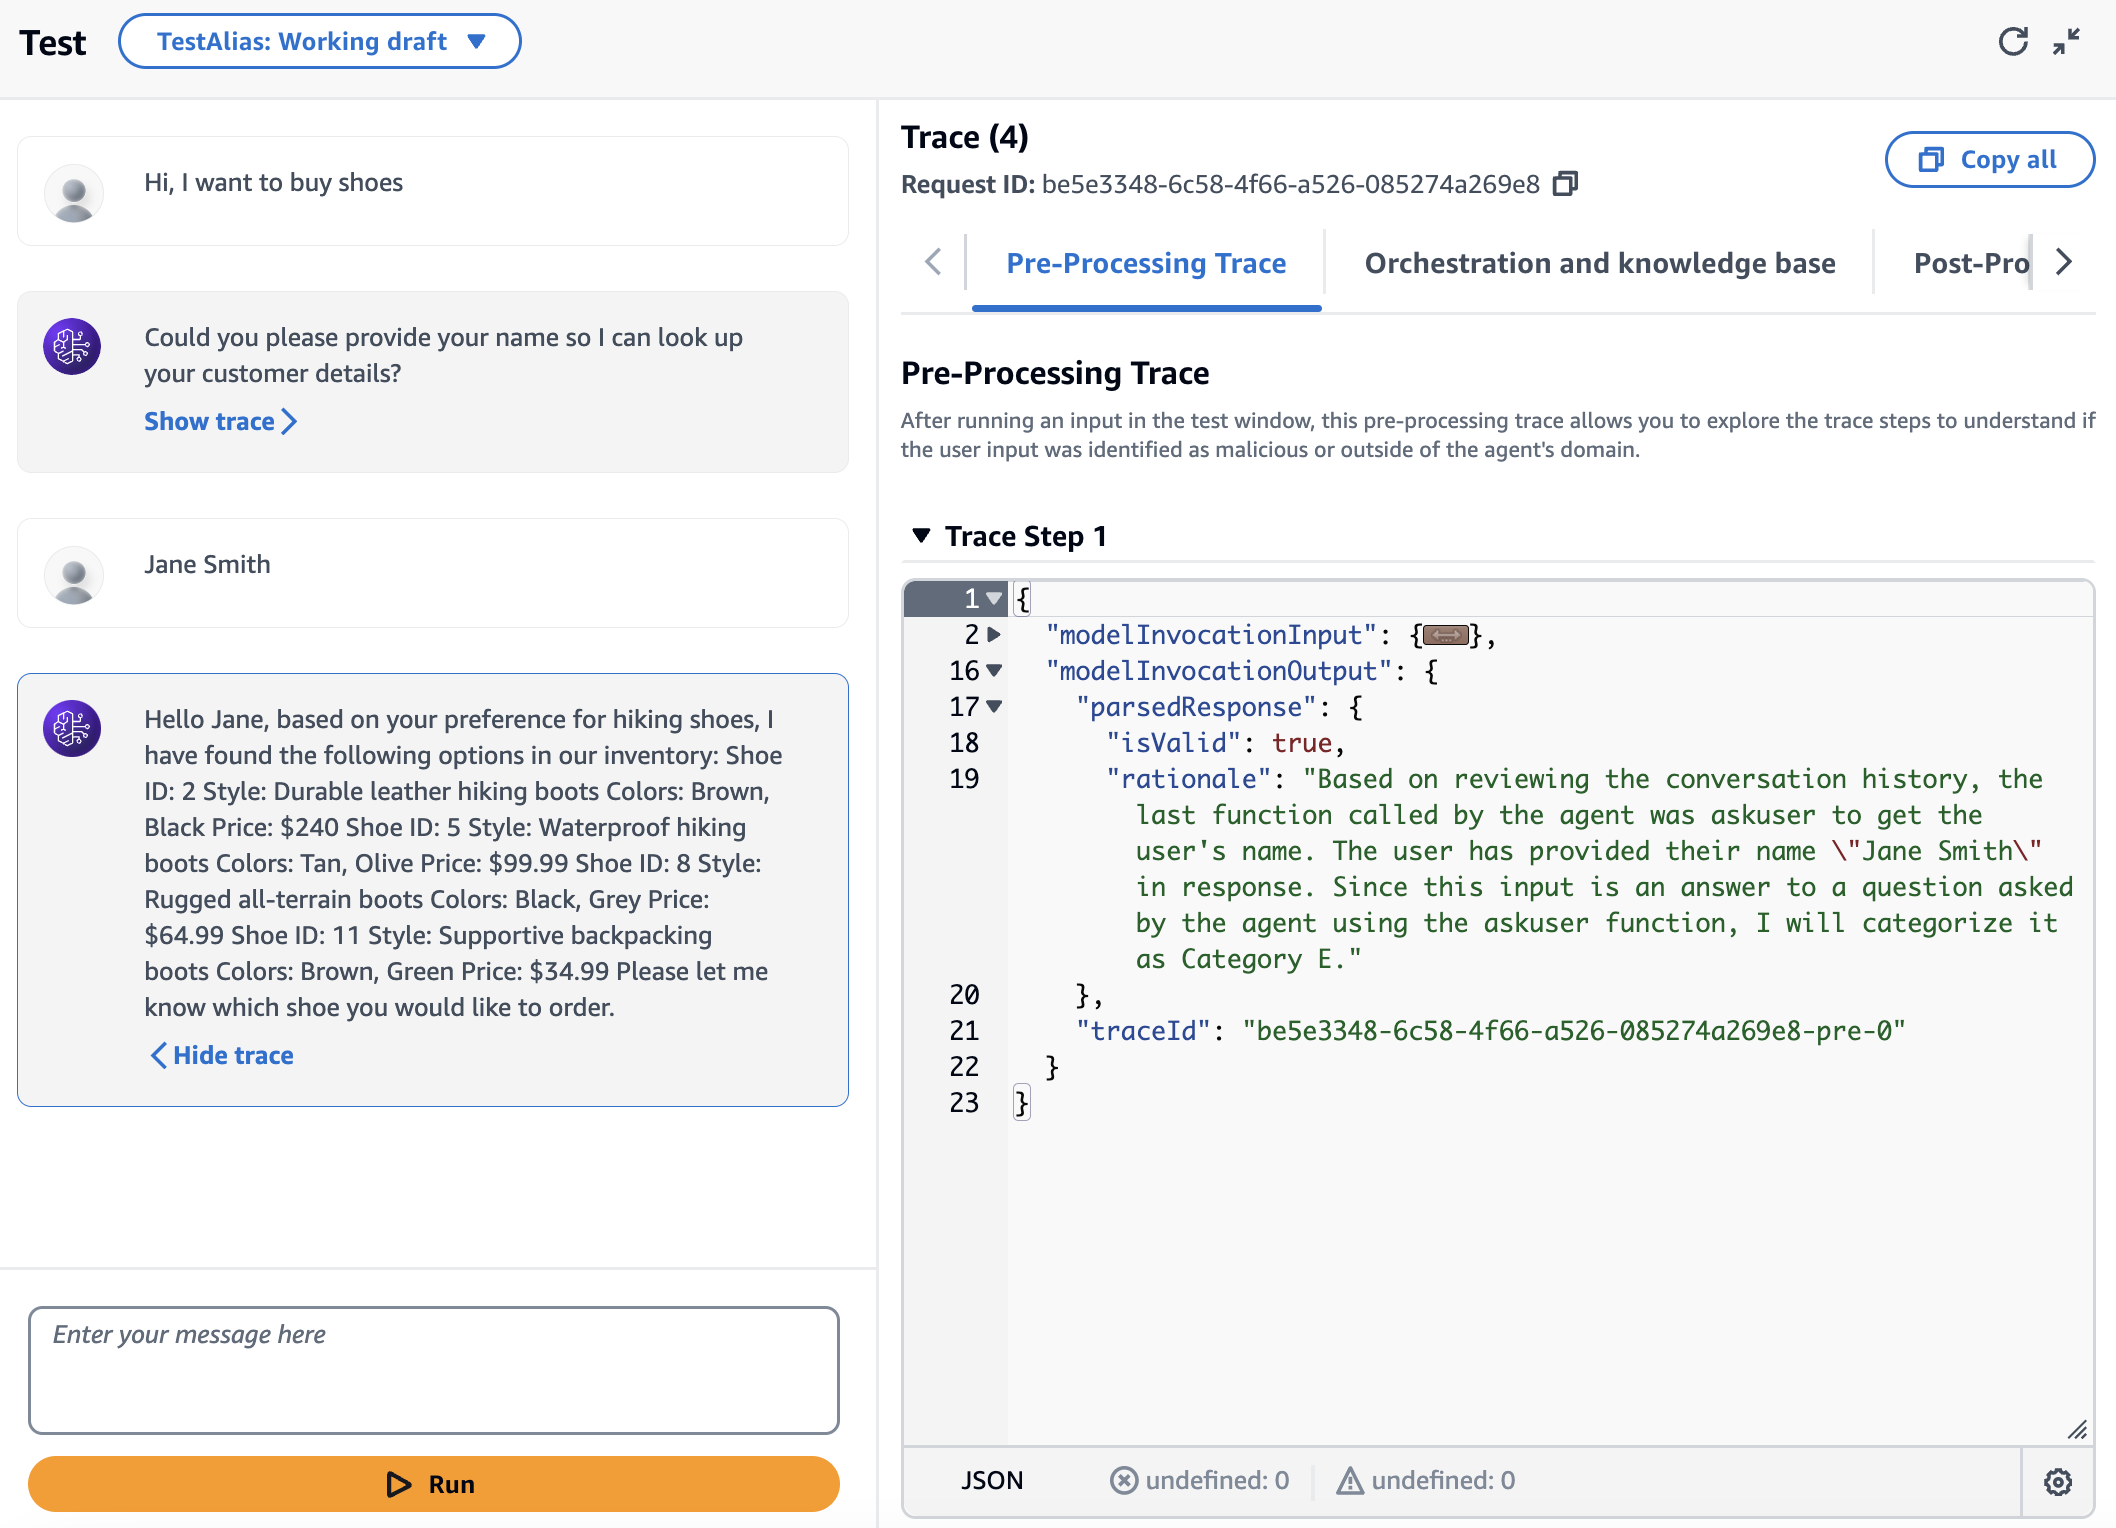 Test
TestAlias: Working draft
Hi, I want to buy shoes
Could you please provide your name so I can look up
your customer details?
Show trace
Jane Smith
Hello Jane, based on your preference for hiking shoes, I
have found the following options in our inventory: Shoe
ID: 2 Style: Durable leather hiking boots Colors: Brown,
Black Price: $240 Shoe ID: 5 Style: Waterproof hiking
boots Colors: Tan, Olive Price: $99.99 Shoe ID: 8 Style:
Rugged all-terrain boots Colors: Black, Grey Price:
$64.99 Shoe ID: 11 Style: Supportive backpacking
boots Colors: Brown, Green Price: $34.99 Please let me
know which shoe you would like to order.
Hide trace
Enter your message here
Run
Trace (4)
Request ID: be5e3348-6c58-4f66-a526-085274a269e8
Copy all
Pre-Processing Trace
Orchestration and knowledge base
Post-Pro
Pre-Processing Trace
After running an input in the test window, this pre-processing trace allows you to explore the trace steps to understand if
the user input was identified as malicious or outside of the agent's domain.
Trace Step 1
1 {
2 "modelInvocationInput": {↔},
16 "modelInvocationOutput": {
17 "parsedResponse": {
18 "isValid": true,
19 "rationale": "Based on reviewing the conversation history, the
last function called by the agent was askuser to get the
user's name. The user has provided their name \"Jane Smith\"
in response. Since this input is an answer to a question asked
by the agent using the askuser function, I will categorize it
as Category E."
20 },
21 "traceId": "be5e3348-6c58-4f66-a526-085274a269e8-pre-0"
22 }
23 }
JSON
undefined: 0
undefined: 0